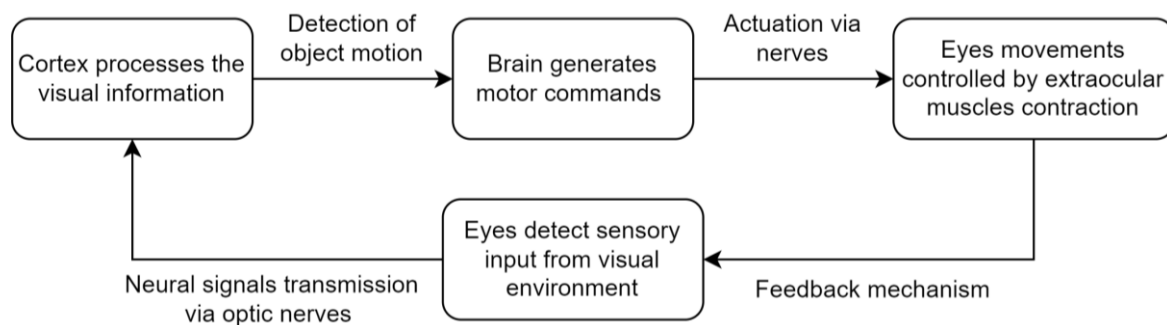 Cortex processes the
visual information
Detection of
object motion
Brain generates
motor commands
Actuation via
nerves
Eyes movements
controlled by extraocular
muscles contraction
Feedback mechanism
Eyes detect sensory
input from visual
environment
Neural signals transmission
via optic nerves